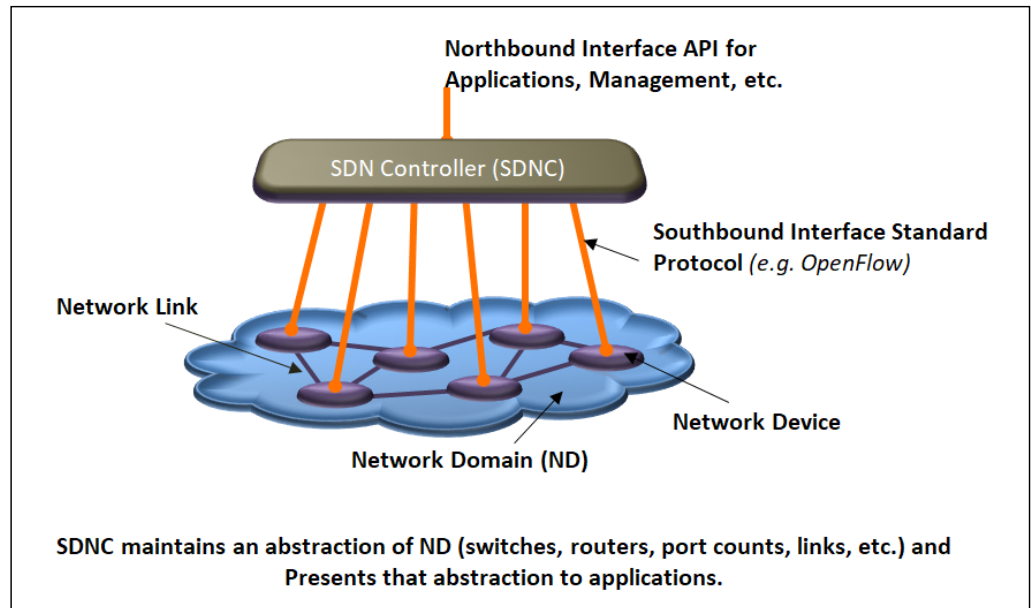 Northbound Interface API for
Applications, Management, etc.
SDN Controller (SDNC)
Southbound Interface Standard
Protocol (e.g. OpenFlow)
Network Link
Network Device
Network Domain (ND)
SDNC maintains an abstraction of ND (switches, routers, port counts, links, etc.) and
Presents that abstraction to applications.